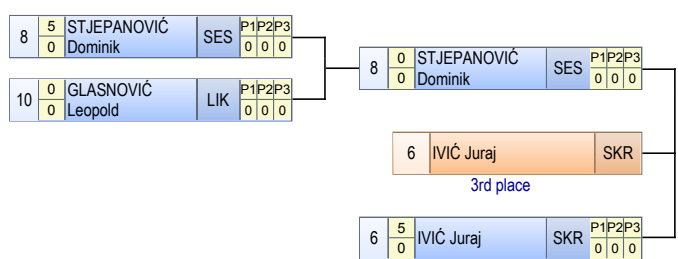 8 5 0 STJEPANOVIĆ Dominik SES P1 P2 P3 0 0 0
10 0 0 GLASNOVIĆ Leopold LIK P1 P2 P3 0 0 0
8 0 0 STJEPANOVIĆ Dominik SES P1 P2 P3 0 0 0
6 IVIĆ Juraj SKR
3rd place
6 5 0 IVIĆ Juraj SKR P1 P2 P3 0 0 0